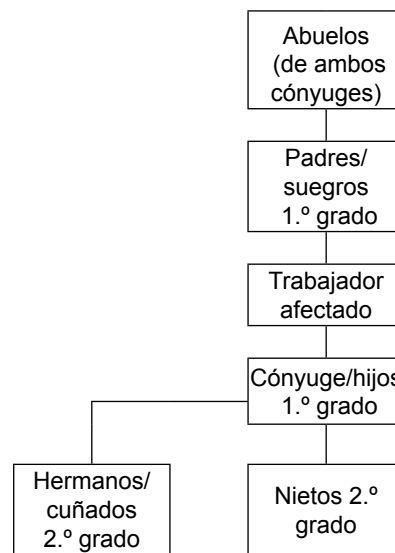 Abuelos
(de ambos
cónyuges)
Padres/
suegros
1.º grado
Trabajador
afectado
Cónyuge/hijos
1.º grado
Hermanos/
cuñados
2.º grado
Nietos 2.º
grado